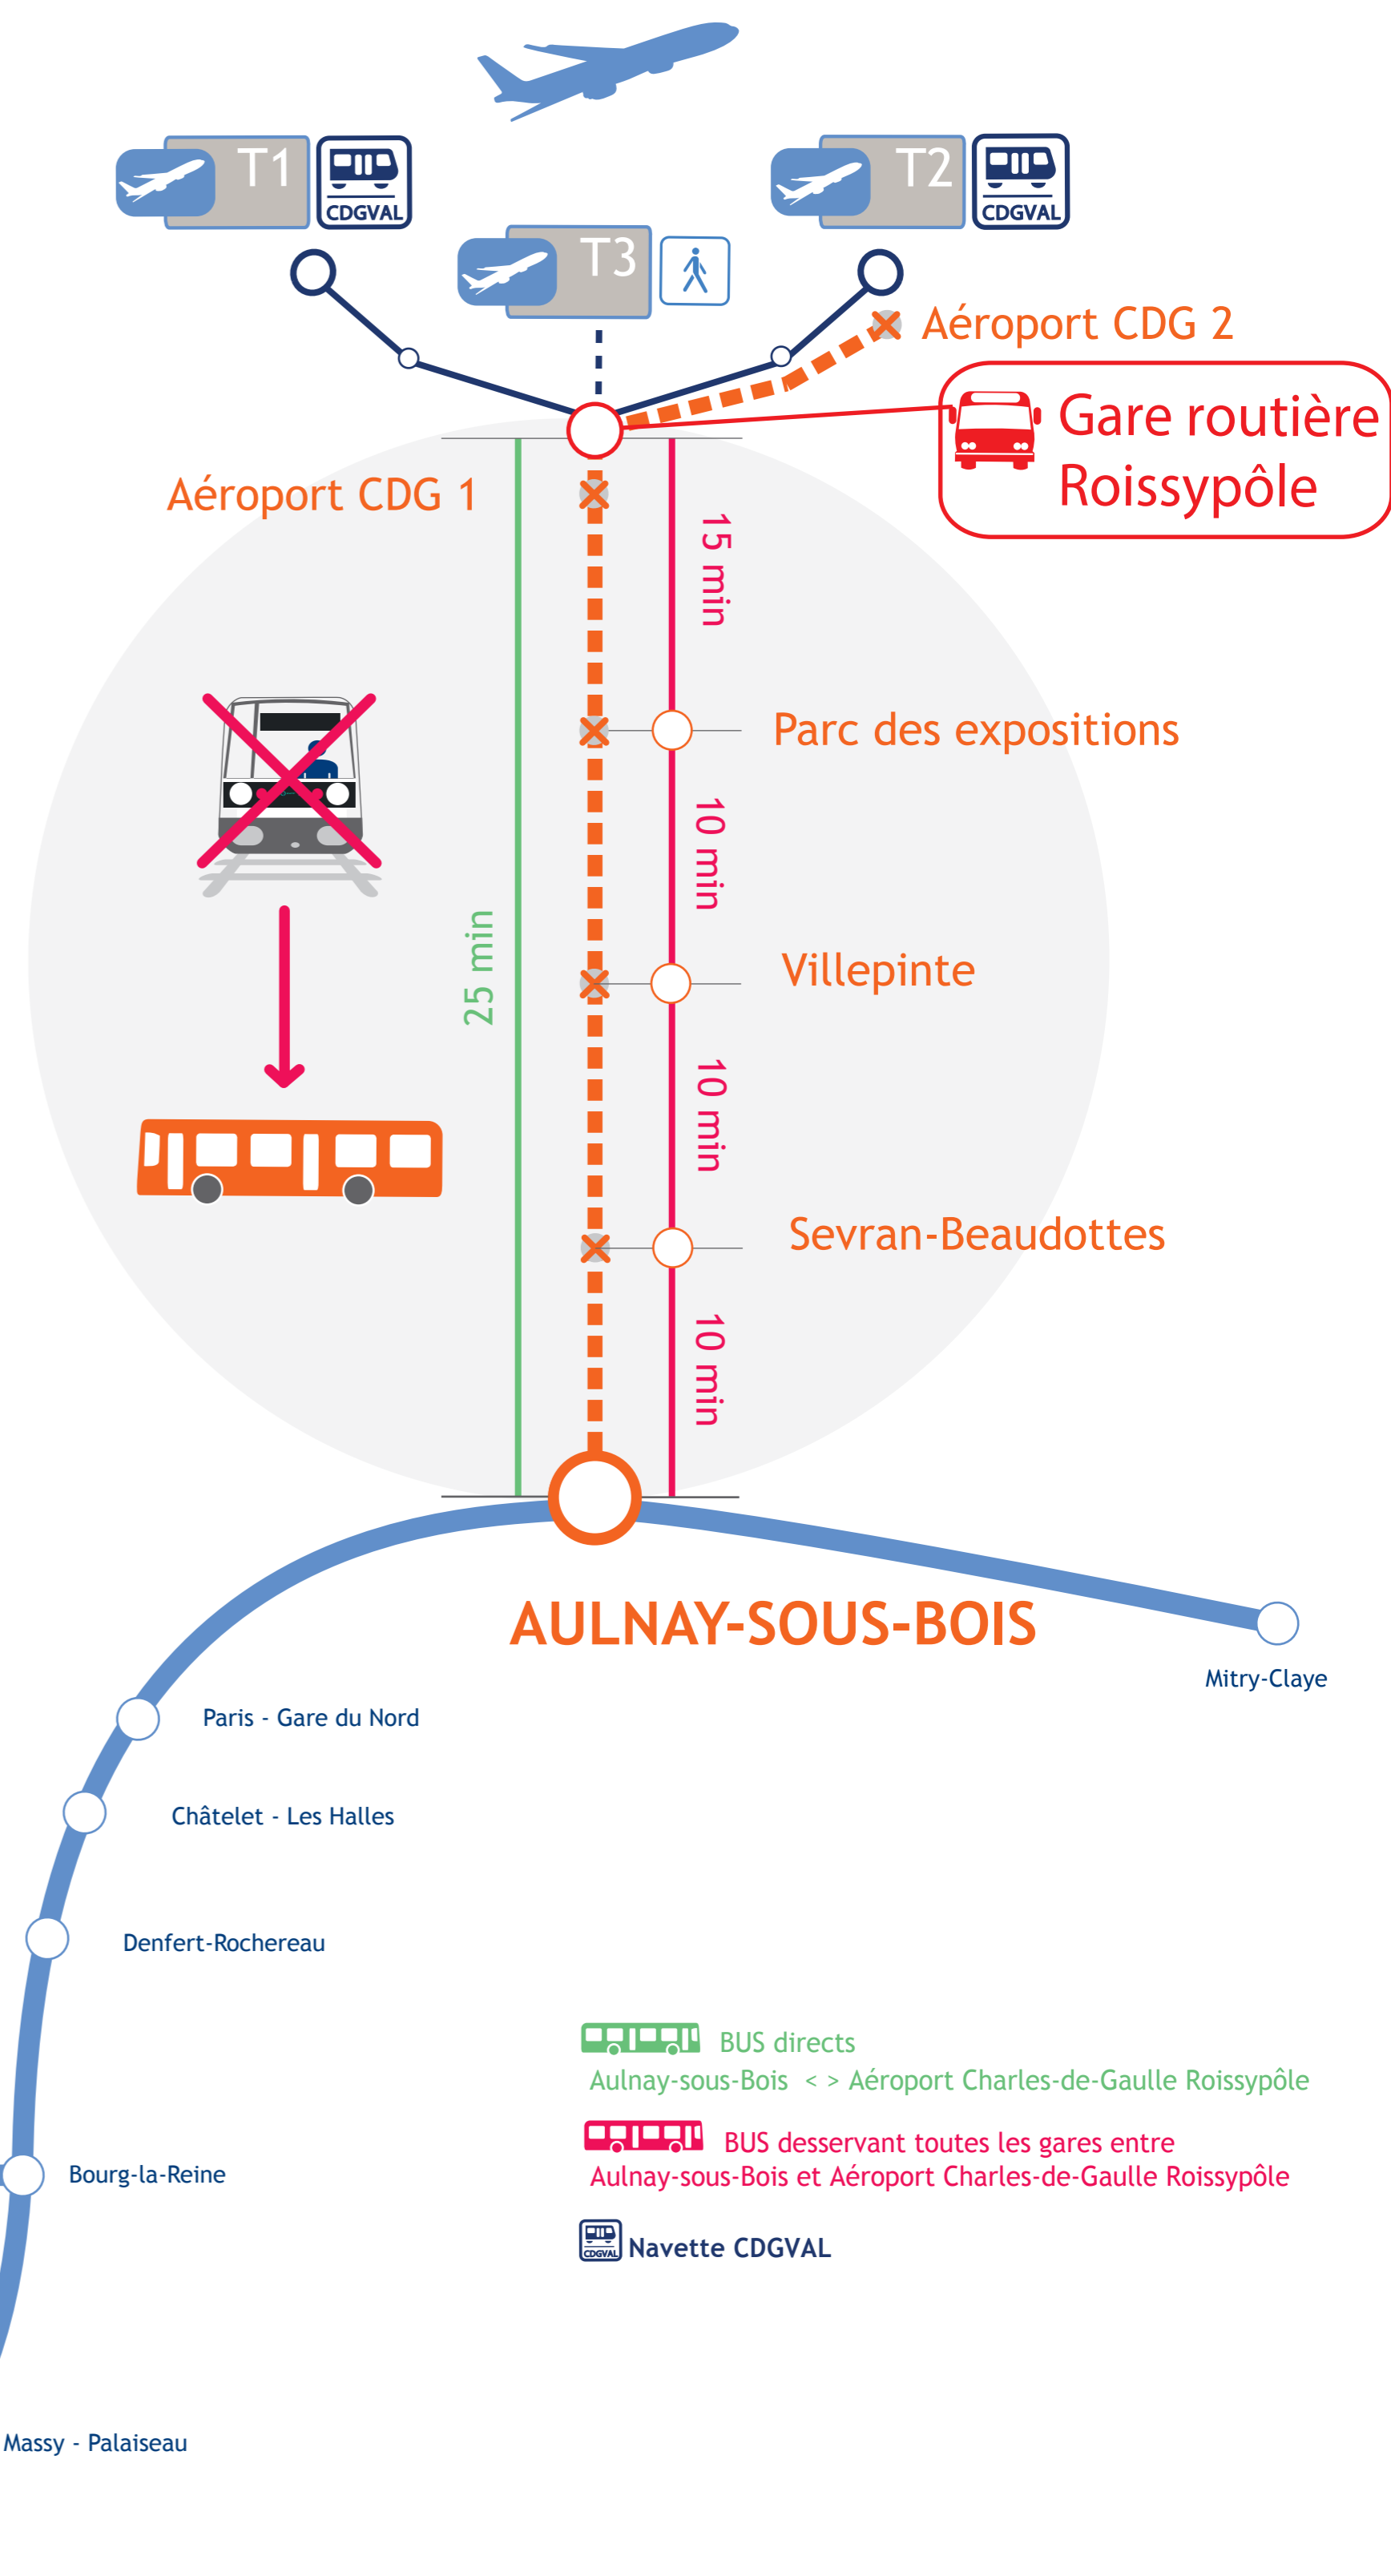 T1
CDGVAL
T2
CDGVAL
T3
Aéroport CDG 2
Gare routière
Roissypôle
Aéroport CDG 1
15 min
Parc des expositions
10 min
25 min
Villepinte
10 min
Sevran-Beaudottes
10 min
AULNAY-SOUS-BOIS
Mitry-Claye
Paris - Gare du Nord
Châtelet - Les Halles
Denfert-Rochereau
BUS directs
Aulnay-sous-Bois < > Aéroport Charles-de-Gaulle Roissypôle
BUS desservant toutes les gares entre
Aulnay-sous-Bois et Aéroport Charles-de-Gaulle Roissypôle
Bourg-la-Reine
CDGVAL Navette CDGVAL
Massy - Palaiseau